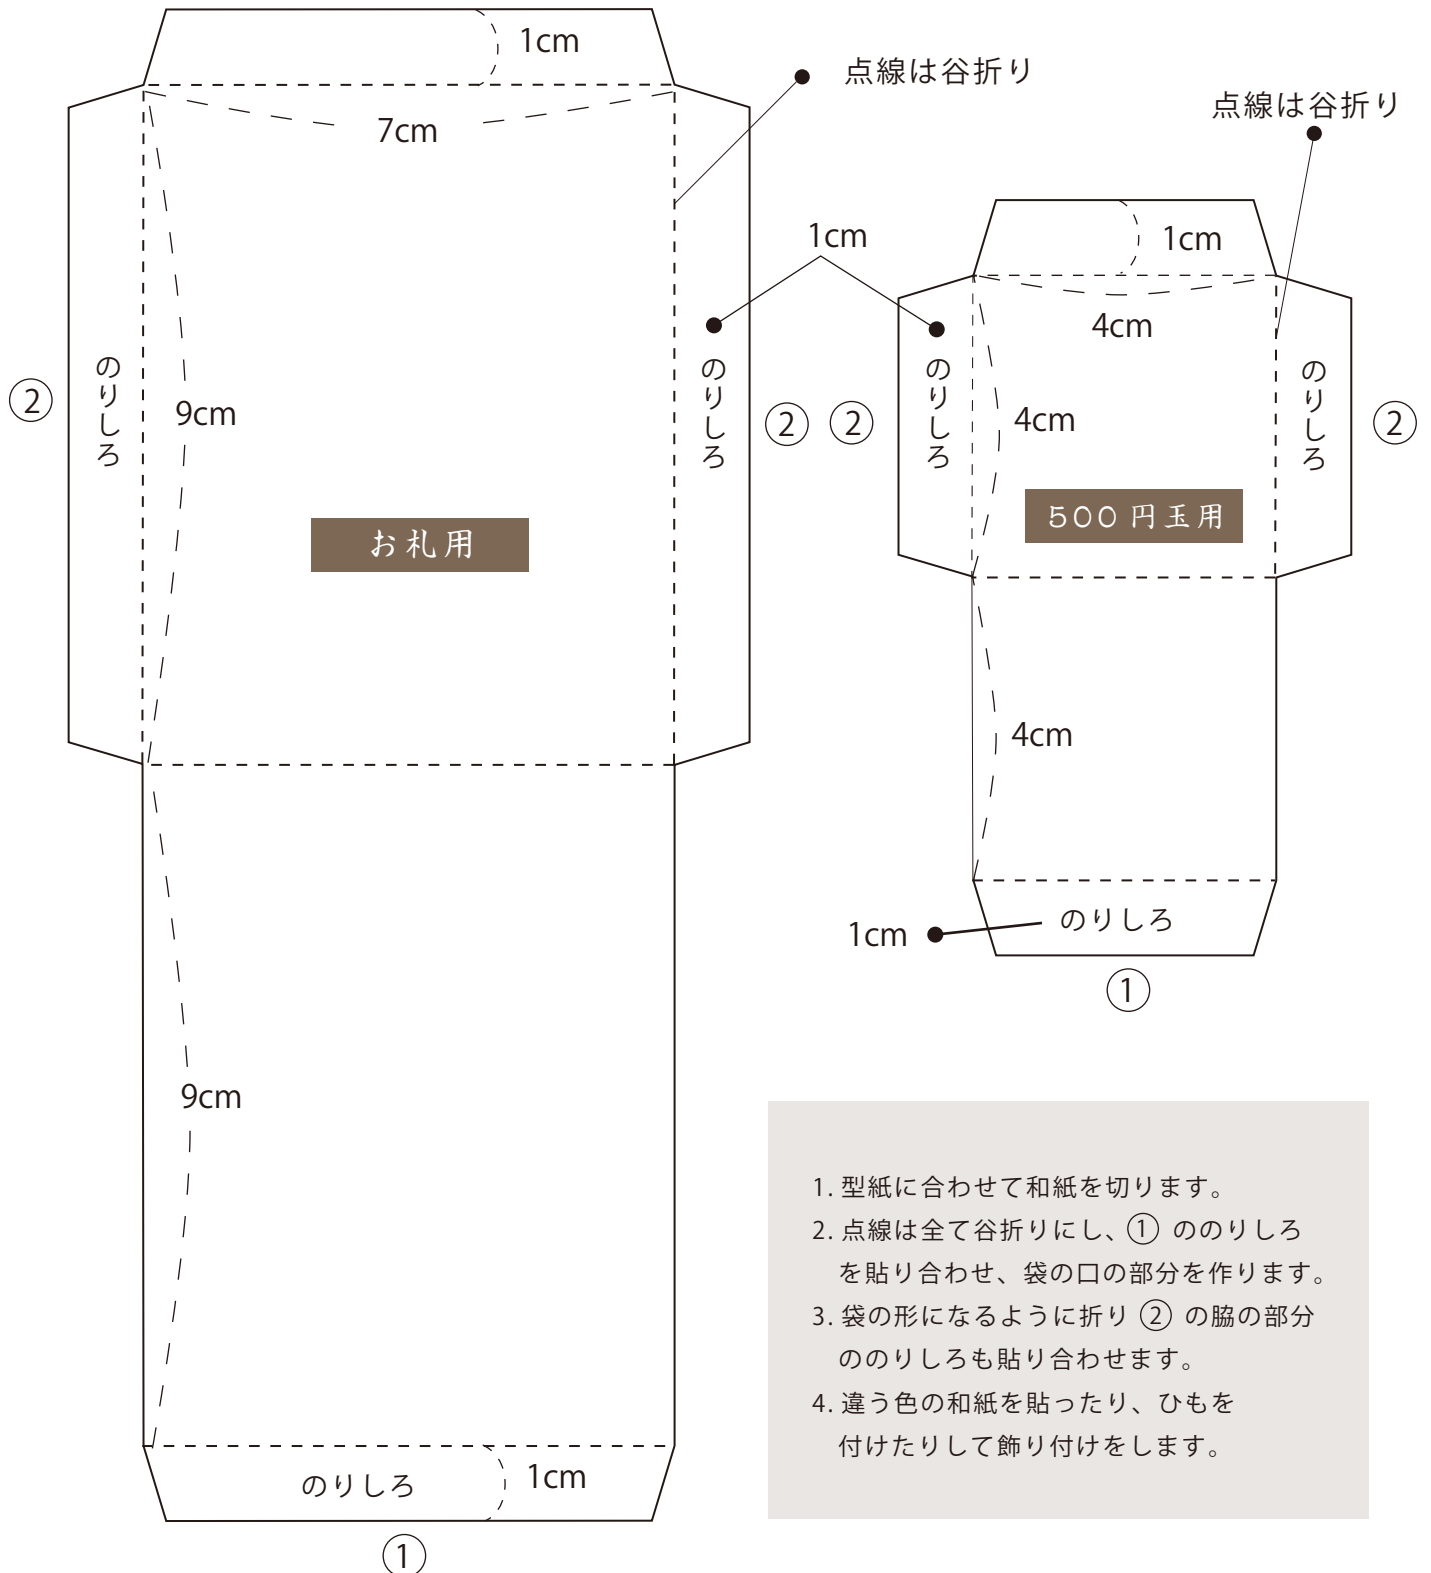 1cm
7cm
点線は谷折り
②
のりしろ
9cm
お札用
のりしろ
②
9cm
のりしろ
1cm
①
点線は谷折り
1cm
1cm
4cm
②
のりしろ
4cm
のりしろ
②
500円玉用
4cm
1cm
のりしろ
①
1. 型紙に合わせて和紙を切ります。
2. 点線は全て谷折りにし、① ののりしろ
を貼り合わせ、袋の口の部分を作ります。
3. 袋の形になるように折り ② の脇の部分
ののりしろも貼り合わせます。
4. 違う色の和紙を貼ったり、ひもを
付けたりして飾り付けをします。